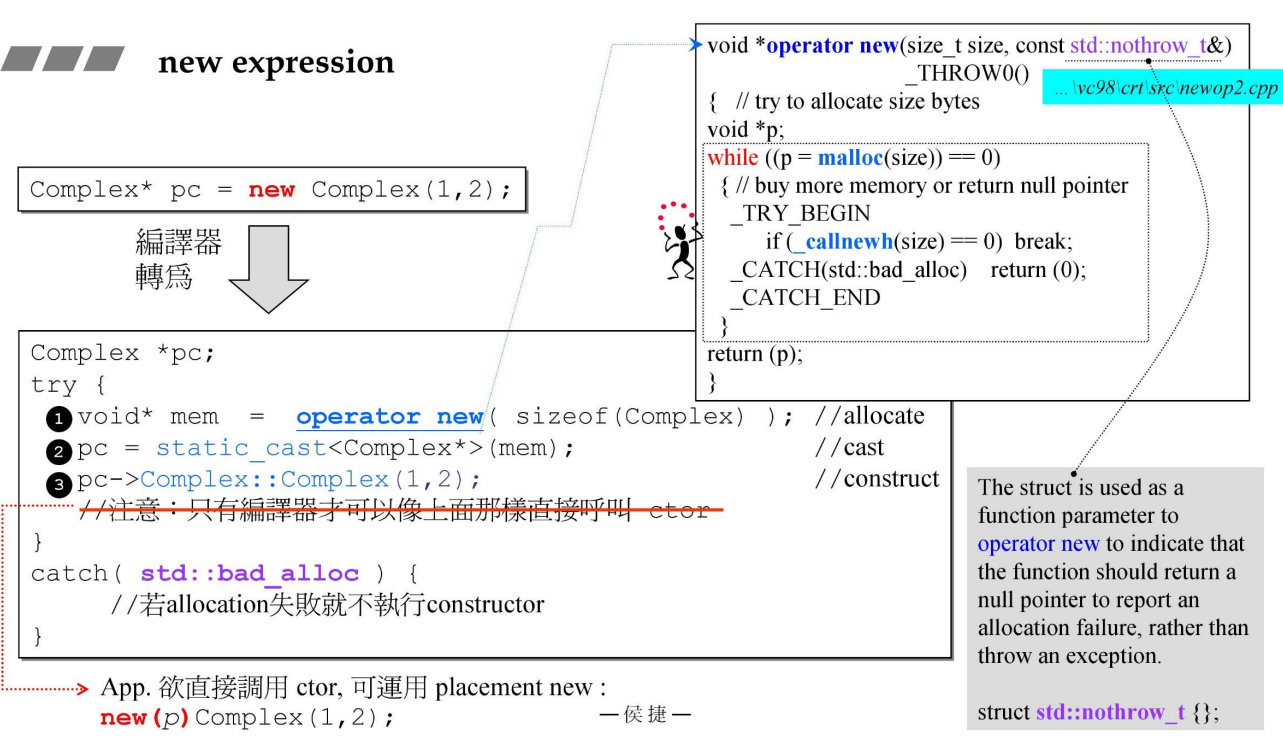 new expression
Complex* pc = new Complex(1,2);
編譯器
轉為
Complex *pc;
try {
❶void* mem = operator new( sizeof(Complex) ); //allocate
❷pc = static_cast<Complex*>(mem); //cast
❸pc->Complex::Complex(1,2); //construct
//注意：只有編譯器才可以像上面那樣直接呼叫 ctor
}
catch( std::bad_alloc ) {
//若allocation失敗就不執行constructor
}
App. 欲直接調用 ctor, 可運用 placement new :
new(p)Complex(1,2);
—侯捷—
void *operator new(size_t size, const std::nothrow_t&)
_THROW0()
...\vc98\crt\src\newop2.cpp
{ // try to allocate size bytes
void *p;
while ((p = malloc(size)) == 0)
{ // buy more memory or return null pointer
_TRY_BEGIN
if (_callnewh(size) == 0) break;
_CATCH(std::bad_alloc) return (0);
_CATCH_END
}
return (p);
}
The struct is used as a
function parameter to
operator new to indicate that
the function should return a
null pointer to report an
allocation failure, rather than
throw an exception.
struct std::nothrow_t {};